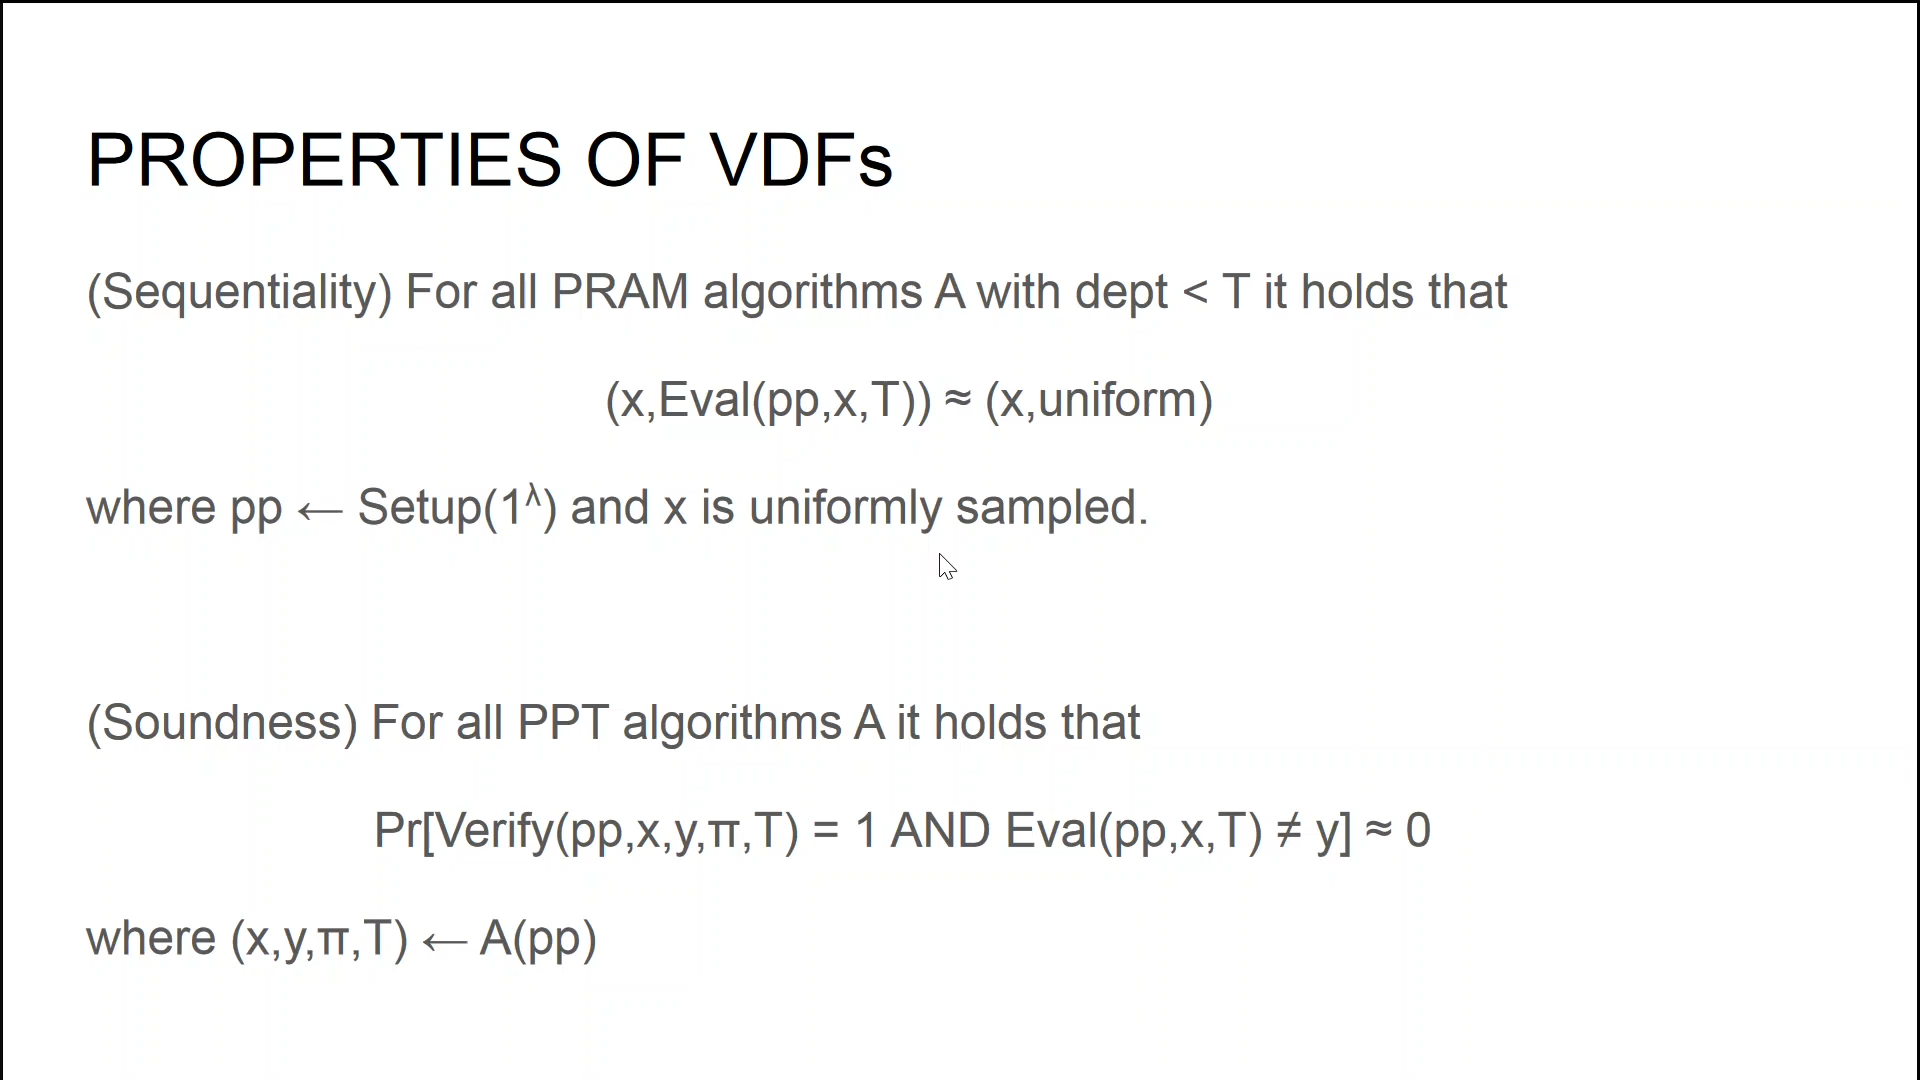 PROPERTIES OF VDFs
(Sequentiality) For all PRAM algorithms A with dept < T it holds that
(x,Eval(pp,x,T)) ≈ (x,uniform)
where pp ← Setup(1^λ) and x is uniformly sampled.
(Soundness) For all PPT algorithms A it holds that
Pr[Verify(pp,x,y,π,T) = 1 AND Eval(pp,x,T) ≠ y] ≈ 0
where (x,y,π,T) ← A(pp)